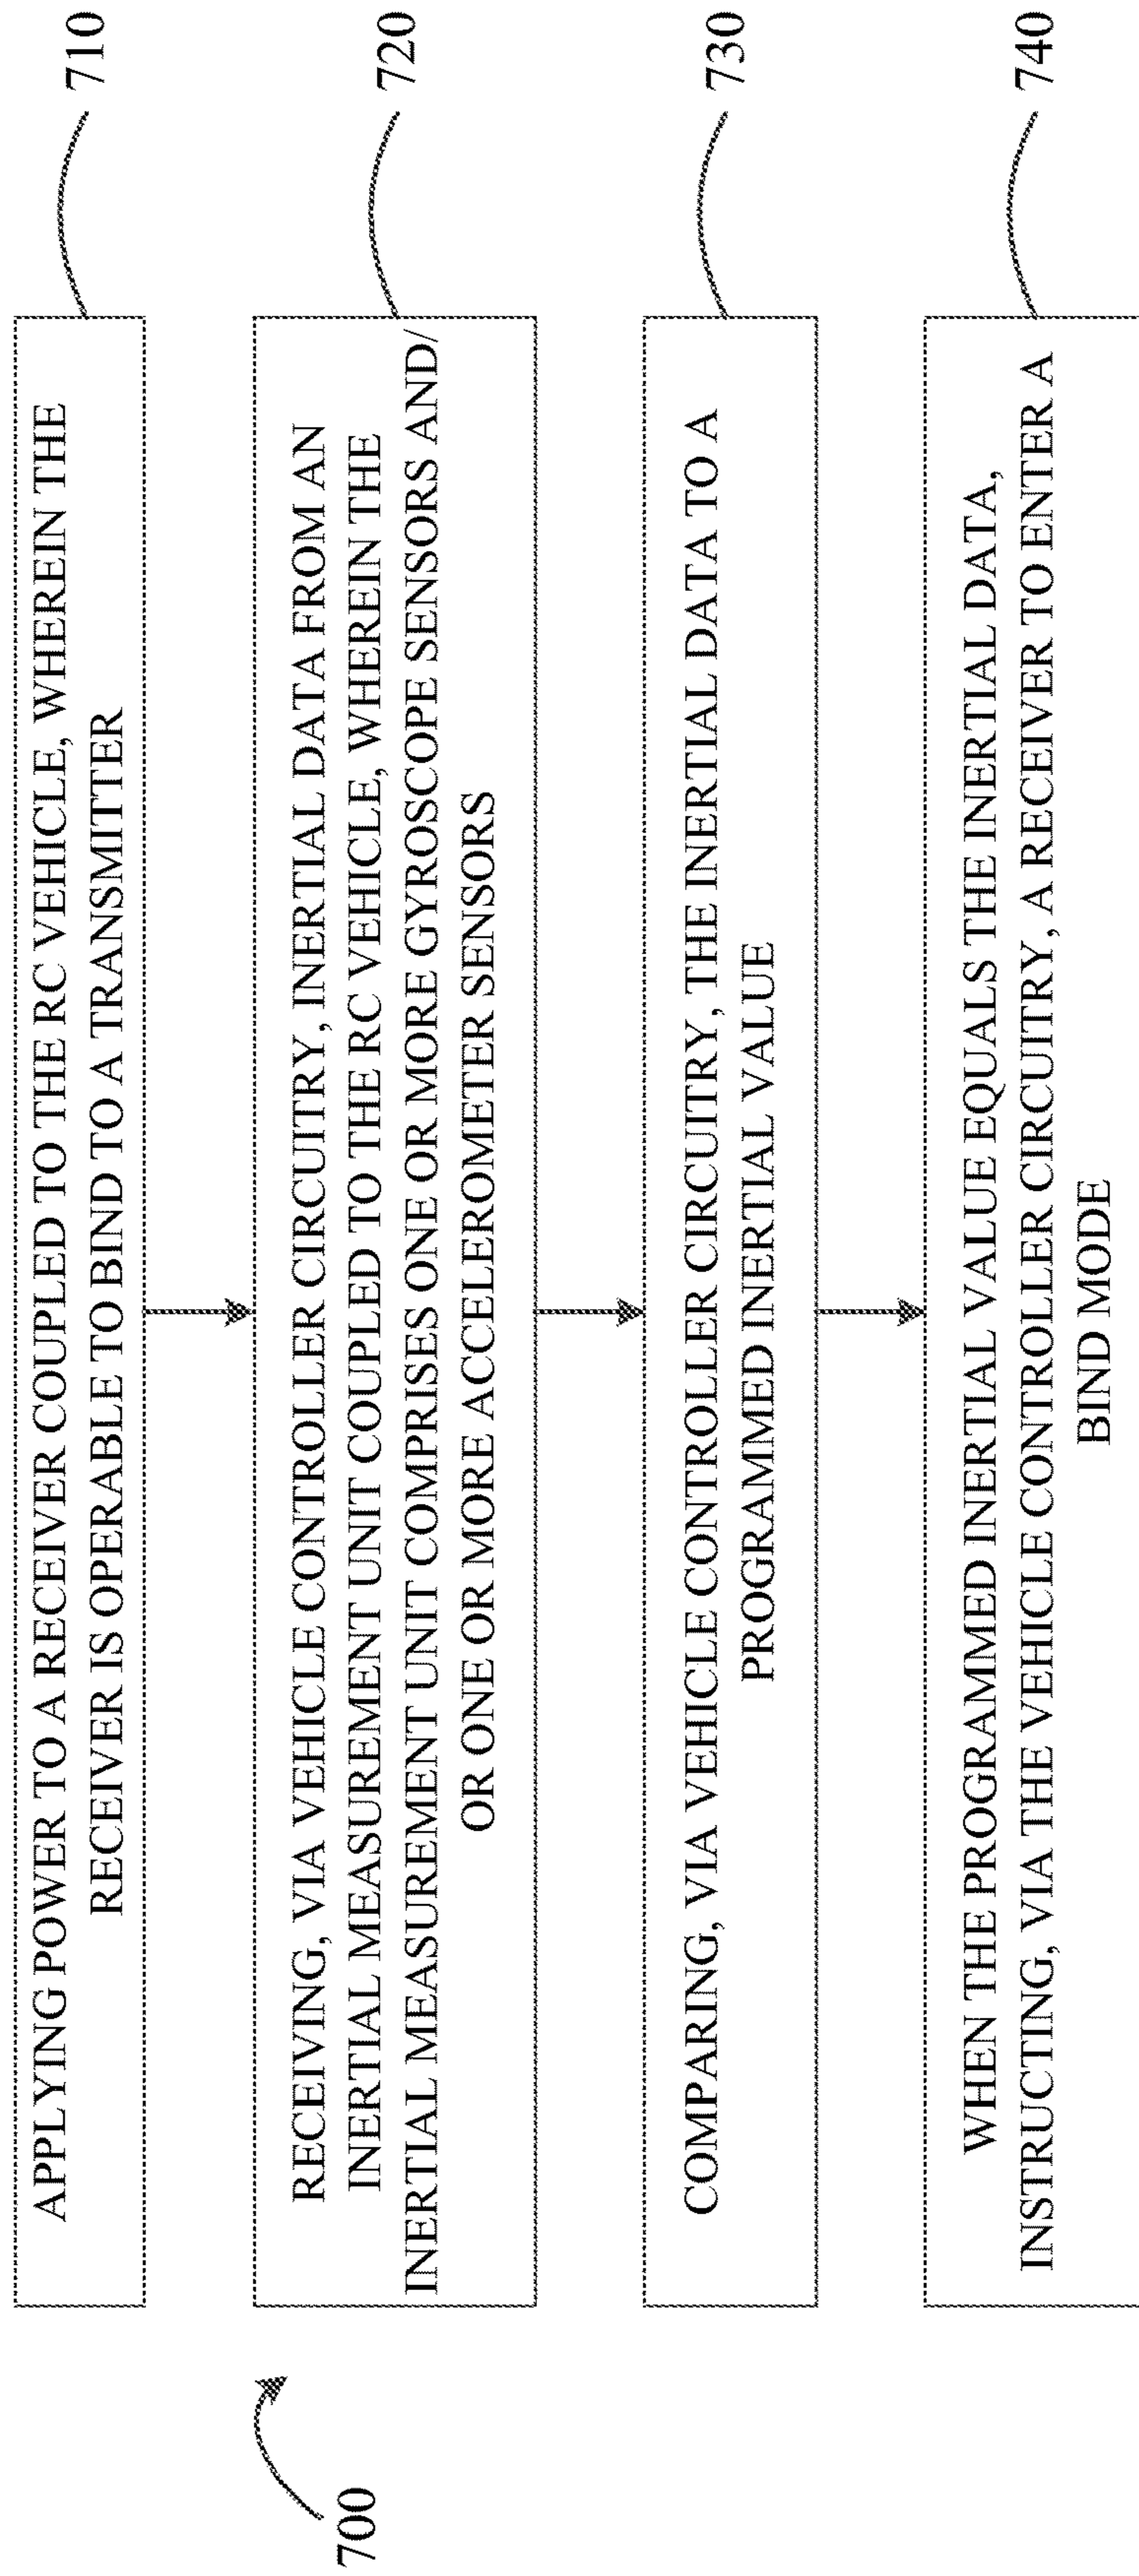 APPLYING POWER TO A RECEIVER COUPLED TO THE RC VEHICLE, WHEREIN THE
RECEIVER IS OPERABLE TO BIND TO A TRANSMITTER
710
RECEIVING, VIA VEHICLE CONTROLLER CIRCUITRY, INERTIAL DATA FROM AN
INERTIAL MEASUREMENT UNIT COUPLED TO THE RC VEHICLE, WHEREIN THE
INERTIAL MEASUREMENT UNIT COMPRISES ONE OR MORE GYROSCOPE SENSORS AND/
OR ONE OR MORE ACCELEROMETER SENSORS
720
COMPARING, VIA VEHICLE CONTROLLER CIRCUITRY, THE INERTIAL DATA TO A
PROGRAMMED INERTIAL VALUE
730
WHEN THE PROGRAMMED INERTIAL VALUE EQUALS THE INERTIAL DATA,
INSTRUCTING, VIA THE VEHICLE CONTROLLER CIRCUITRY, A RECEIVER TO ENTER A
BIND MODE
740
700